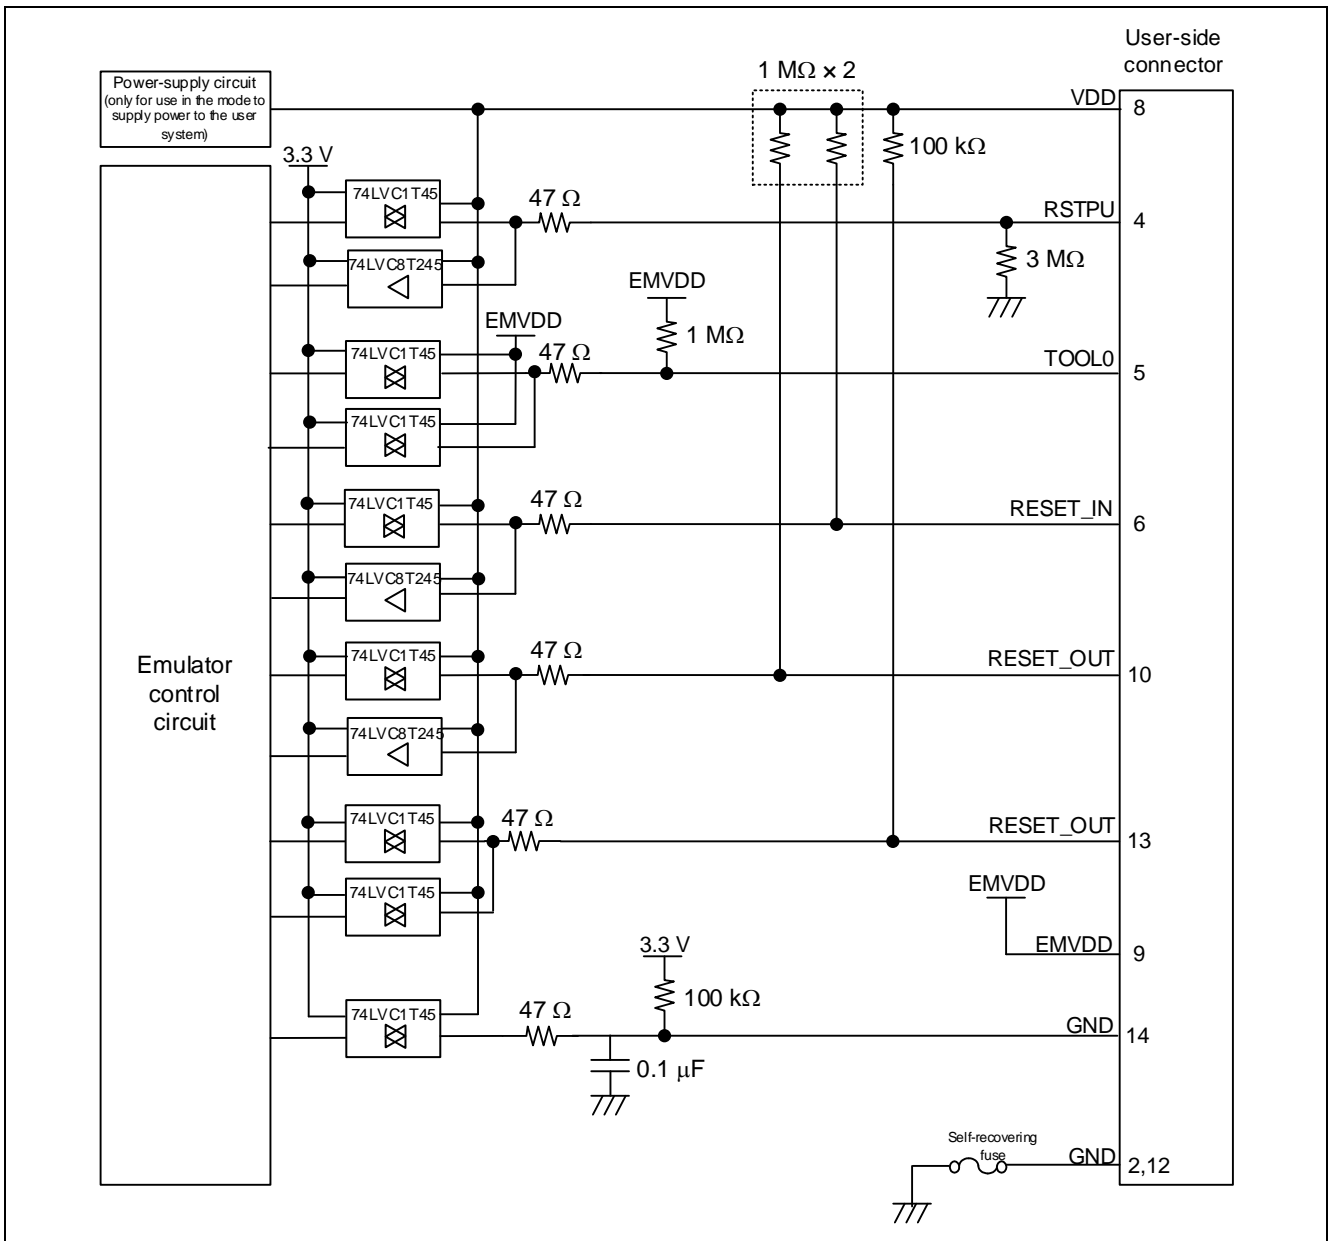 User-side
connector
Power-supply circuit
(only for use in the mode to
supply power to the user
system)
1 MΩ × 2
VDD
8
3.3 V
100 kΩ
74LVC1T45
47 Ω
RSTPU
4
74LVC8T245
3 MΩ
EMVDD
EMVDD
1 MΩ
74LVC1T45
47 Ω
TOOL0
5
74LVC1T45
74LVC1T45
47 Ω
RESET_IN
6
74LVC8T245
Emulator
control
circuit
74LVC1T45
47 Ω
RESET_OUT
10
74LVC8T245
74LVC1T45
47 Ω
RESET_OUT
13
74LVC1T45
EMVDD
3.3 V
EMVDD
9
100 kΩ
74LVC1T45
47 Ω
GND
14
0.1 μF
Self-recovering
fuse
GND
2,12